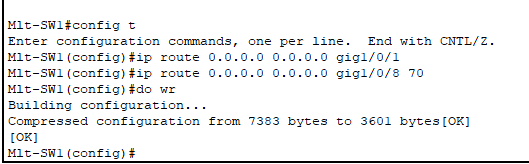 Mlt-SW1#config t
Enter configuration commands, one per line.  End with CNTL/Z.
Mlt-SW1(config)#ip route 0.0.0.0 0.0.0.0 gig1/0/1
Mlt-SW1(config)#ip route 0.0.0.0 0.0.0.0 gig1/0/8 70
Mlt-SW1(config)#do wr
Building configuration...
Compressed configuration from 7383 bytes to 3601 bytes[OK]
[OK]
Mlt-SW1(config)#